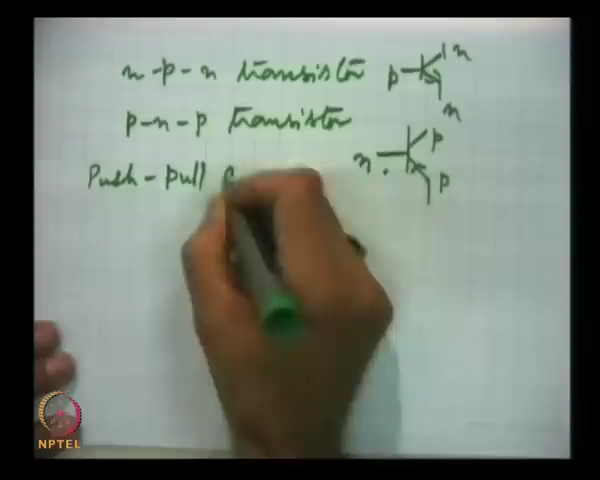 n-p-n transistor p n
n
p-n-p transistor n p p
Push-pull
NPTEL